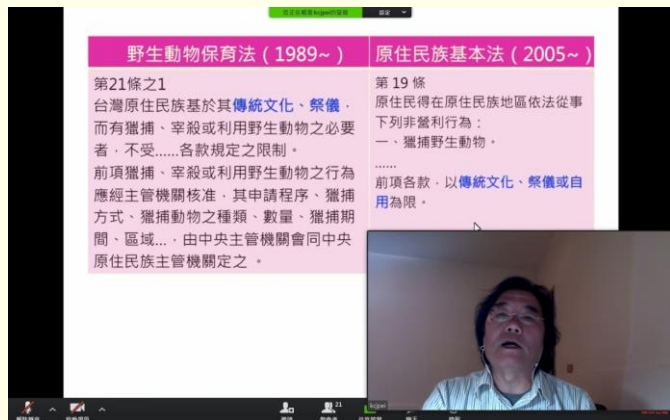 野生動物保育法（1989~）
第21條之1
台灣原住民族基於其傳統文化、祭儀，
而有獵捕、宰殺或利用野生動物之必要
者，不受......各款規定之限制。
前項獵捕、宰殺或利用野生動物之行為
應經主管機關核准，其申請程序、獵捕
方式、獵捕動物之種類、數量、獵捕期
間、區域...，由中央主管機關會同中央
原住民族主管機關定之 。
原住民族基本法（2005~）
第 19 條
原住民得在原住民族地區依法從事
下列非營利行為：
一、獵捕野生動物。
......
前項各款，以傳統文化、祭儀或自
用為限。
21